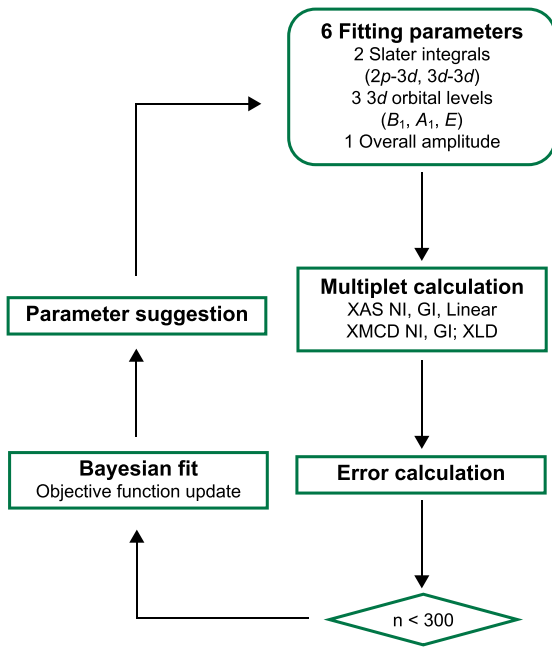 6 Fitting parameters
2 Slater integrals
(2p-3d, 3d-3d)
3 3d orbital levels
(B₁, A₁, E)
1 Overall amplitude
Multiplet calculation
XAS NI, GI, Linear
XMCD NI, GI; XLD
Error calculation
n < 300
Bayesian fit
Objective function update
Parameter suggestion